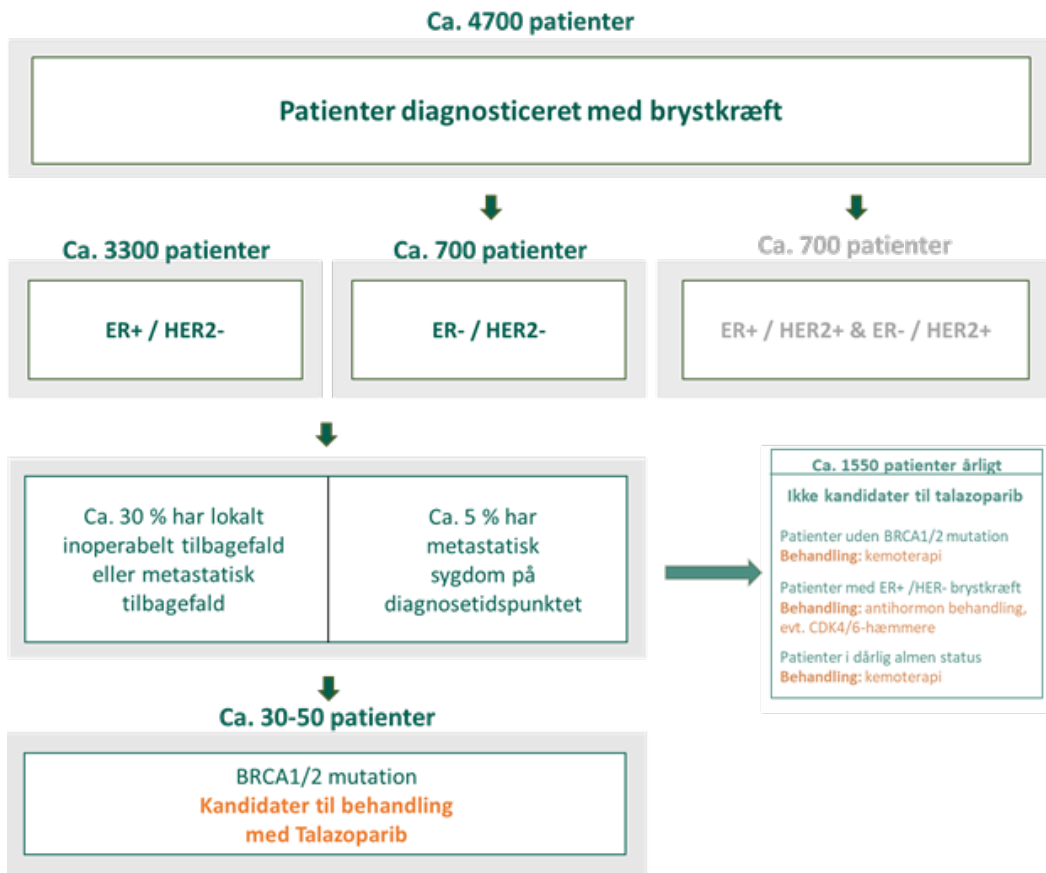 Ca. 4700 patienter
Patienter diagnosticeret med brystkræft
Ca. 3300 patienter
ER+ / HER2-
Ca. 700 patienter
ER- / HER2-
Ca. 700 patienter
ER+ / HER2+ & ER- / HER2+
Ca. 30 % har lokalt
inoperabelt tilbagefald
eller metastatisk
tilbagefald
Ca. 5 % har
metastatisk
sygdom på
diagnosetidspunktet
Ca. 1550 patienter årligt
Ikke kandidater til talazoparib
Patienter uden BRCA1/2 mutation
Behandling: kemoterapi
Patienter med ER+ /HER- brystkræft
Behandling: antihormon behandling,
evt. CDK4/6-hæmmere
Patienter i dårlig almen status
Behandling: kemoterapi
Ca. 30-50 patienter
BRCA1/2 mutation
Kandidater til behandling
med Talazoparib